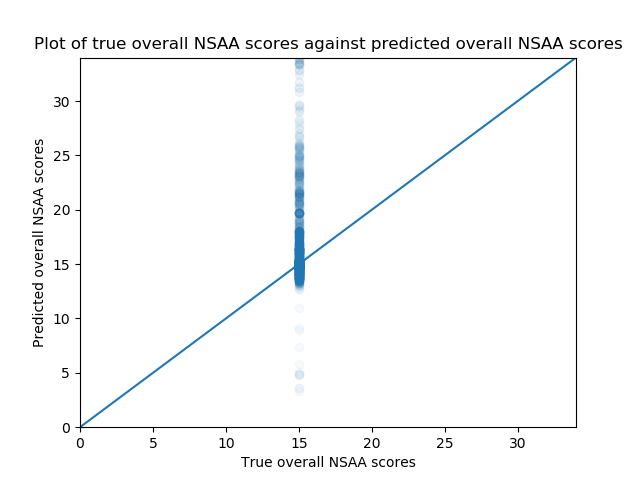 Plot of true overall NSAA scores against predicted overall NSAA scores
30
25
20
15
10
5
0
Predicted overall NSAA scores
0 5 10 15 20 25 30
True overall NSAA scores